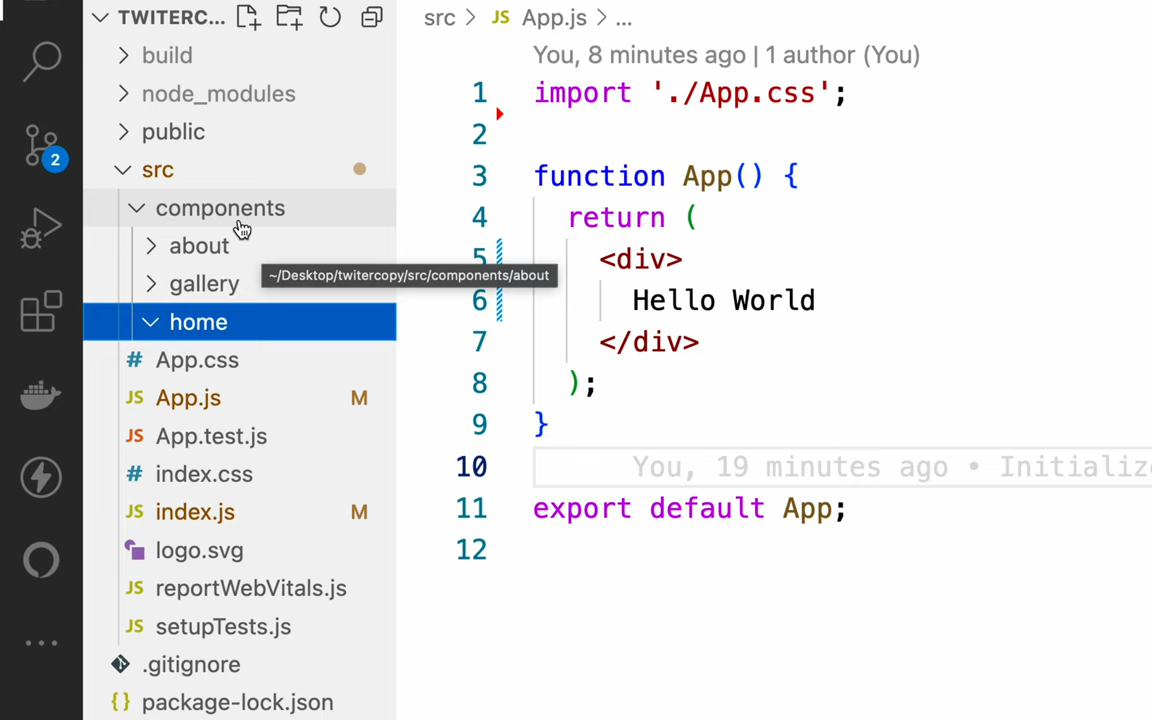 TWITERC...
build
node_modules
public
src
components
about
gallery
home
App.css
App.js M
App.test.js
index.css
index.js M
logo.svg
reportWebVitals.js
setupTests.js
.gitignore
package-lock.json
2
~/Desktop/twitercopy/src/components/about
src > JS App.js > ...
You, 8 minutes ago | 1 author (You)
1 import './App.css';
2
3 function App() {
4 return (
5 <div>
6 Hello World
7 </div>
8 );
9 }
10 You, 19 minutes ago • Initialize
11 export default App;
12